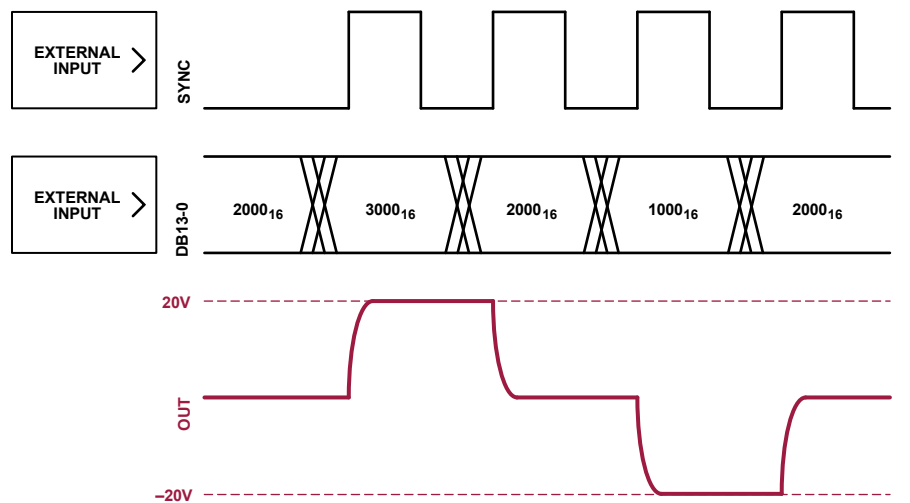 EXTERNAL
INPUT
SYNC
EXTERNAL
INPUT
DB13-0
2000₁₆ 3000₁₆ 2000₁₆ 1000₁₆ 2000₁₆
20V
OUT
–20V